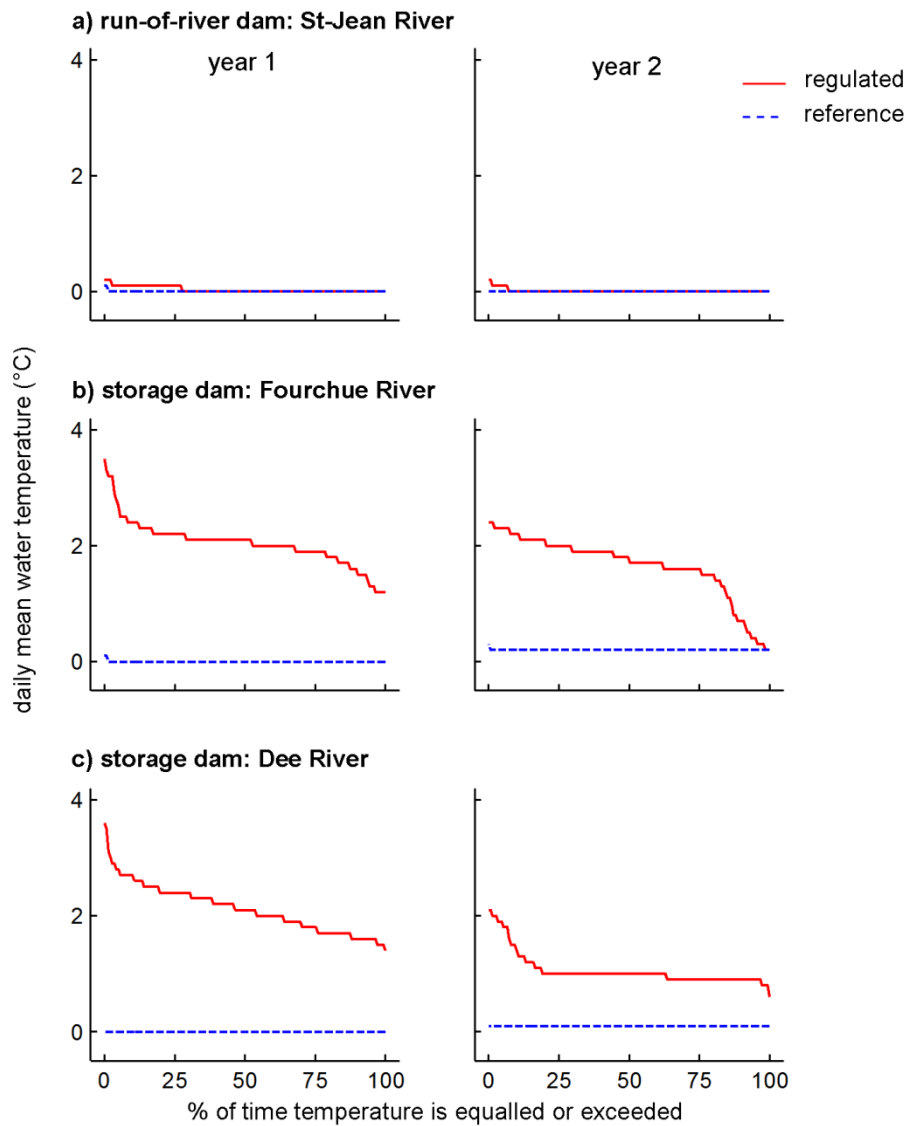 a) run-of-river dam: St-Jean River
year 1
year 2
regulated
reference
4
2
0
daily mean water temperature (°C)
b) storage dam: Fourchue River
4
2
0
c) storage dam: Dee River
4
2
0
0 25 50 75 100
0 25 50 75 100
% of time temperature is equalled or exceeded